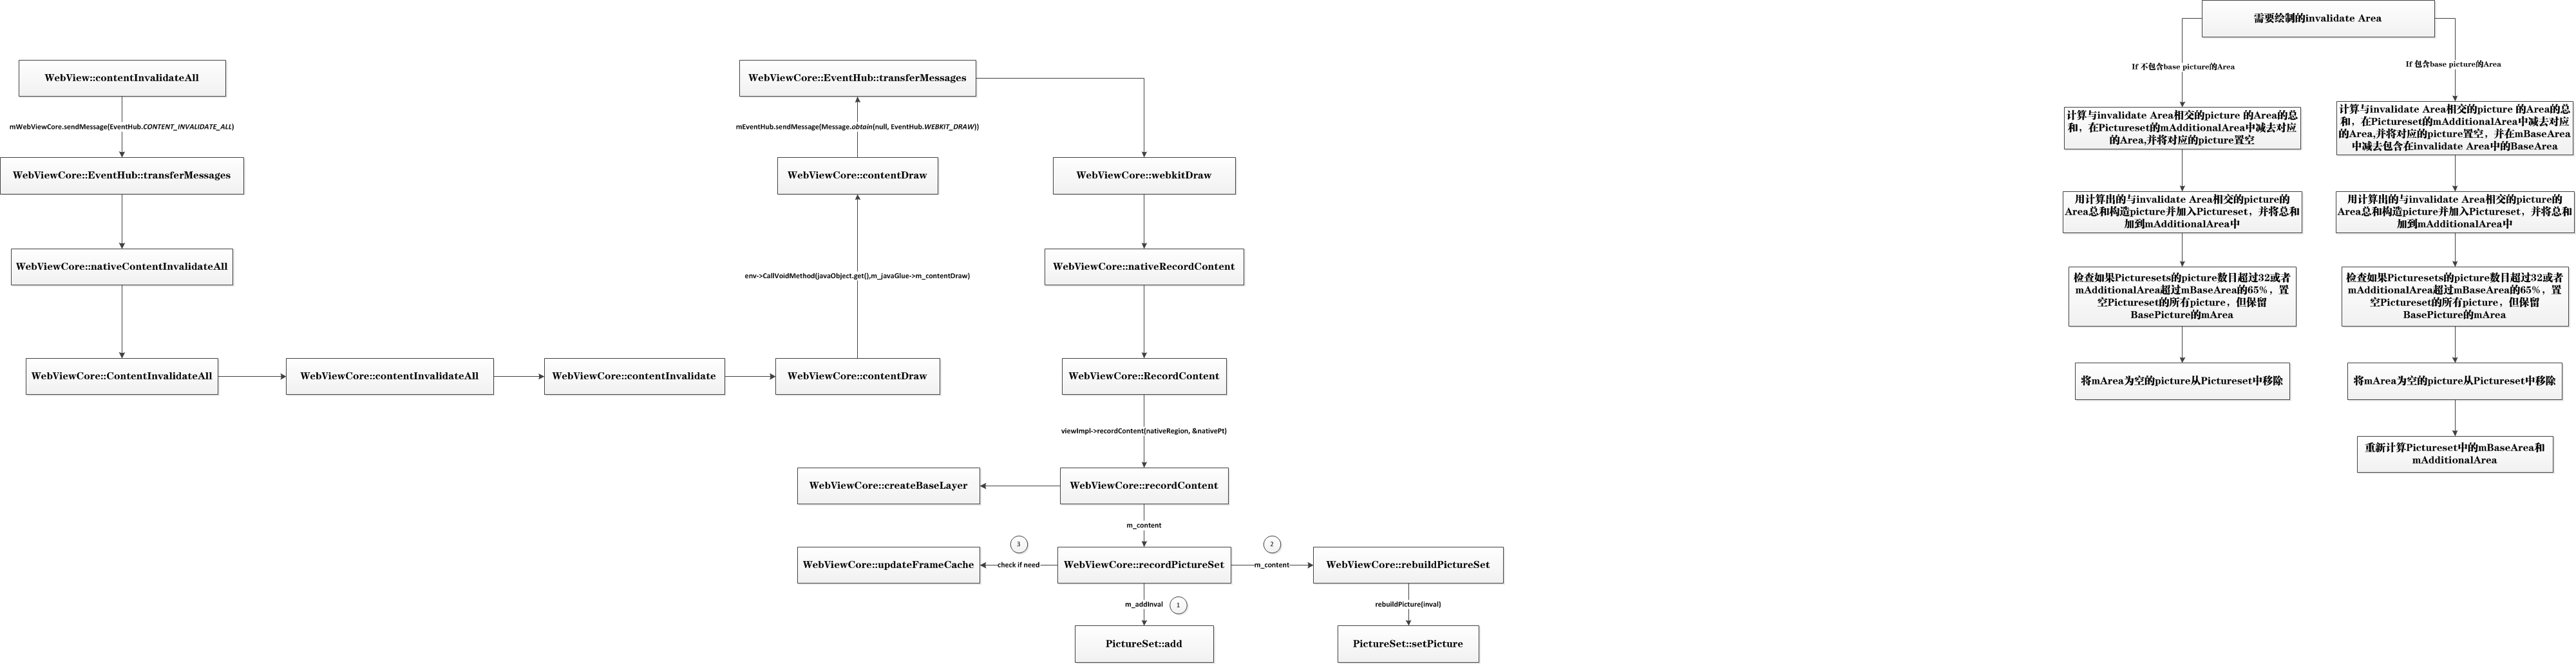 WebView::contentInvalidateAll
mWebViewCore.sendMessage(EventHub.CONTENT_INVALIDATE_ALL)
WebViewCore::EventHub::transferMessages
WebViewCore::nativeContentInvalidateAll
WebViewCore::ContentInvalidateAll
WebViewCore::contentInvalidateAll
WebViewCore::contentInvalidate
WebViewCore::contentDraw
env->CallVoidMethod(javaObject.get(),m_javaGlue->m_contentDraw)
WebViewCore::contentDraw
mEventHub.sendMessage(Message.obtain(null, EventHub.WEBKIT_DRAW))
WebViewCore::EventHub::transferMessages
WebViewCore::webkitDraw
WebViewCore::nativeRecordContent
WebViewCore::RecordContent
viewImpl->recordContent(nativeRegion, &nativePt)
WebViewCore::recordContent
WebViewCore::createBaseLayer
m_content
WebViewCore::recordPictureSet
3
check if need
WebViewCore::updateFrameCache
2
m_content
WebViewCore::rebuildPictureSet
m_addInval
1
PictureSet::add
rebuildPicture(inval)
PictureSet::setPicture
需要绘制的invalidate Area
If 不包含base picture的Area
计算与invalidate Area相交的picture 的Area的总
和，在Pictureset的mAdditionalArea中减去对应
的Area,并将对应的picture置空
用计算出的与invalidate Area相交的picture的
Area总和构造picture并加入Pictureset，并将总和
加到mAdditionalArea中
检查如果Picturesets的picture数目超过32或者
mAdditionalArea超过mBaseArea的65%，置
空Pictureset的所有picture，但保留
BasePicture的mArea
将mArea为空的picture从Pictureset中移除
If 包含base picture的Area
计算与invalidate Area相交的picture 的Area的总
和，在Pictureset的mAdditionalArea中减去对应
的Area,并将对应的picture置空，并在mBaseArea
中减去包含在invalidate Area中的BaseArea
用计算出的与invalidate Area相交的picture的
Area总和构造picture并加入Pictureset，并将总和
加到mAdditionalArea中
检查如果Picturesets的picture数目超过32或者
mAdditionalArea超过mBaseArea的65%，置
空Pictureset的所有picture，但保留
BasePicture的mArea
将mArea为空的picture从Pictureset中移除
重新计算Pictureset中的mBaseArea和
mAdditionalArea